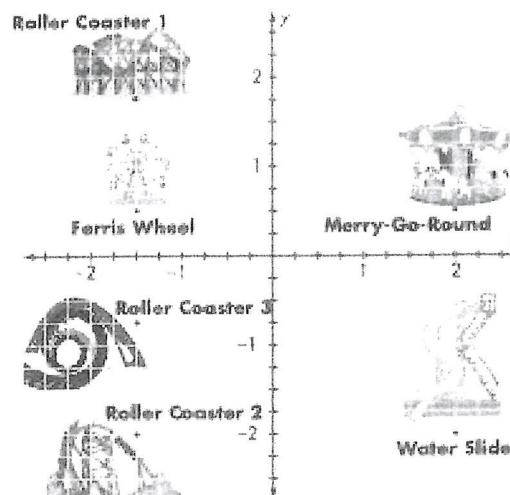 Roller Coaster 1
y
2
1
Ferris Wheel
Merry-Go-Round
-2
-1
1
2
Roller Coaster 3
-1
Roller Coaster 2
-2
Water Slide